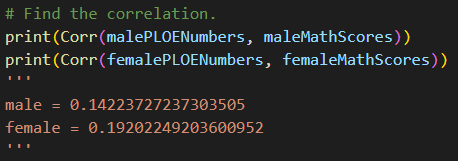 # Find the correlation.
print(Corr(malePLOENumbers, maleMathScores))
print(Corr(femalePLOENumbers, femaleMathScores))
'''
male = 0.14223727237303505
female = 0.19202249203600952
'''